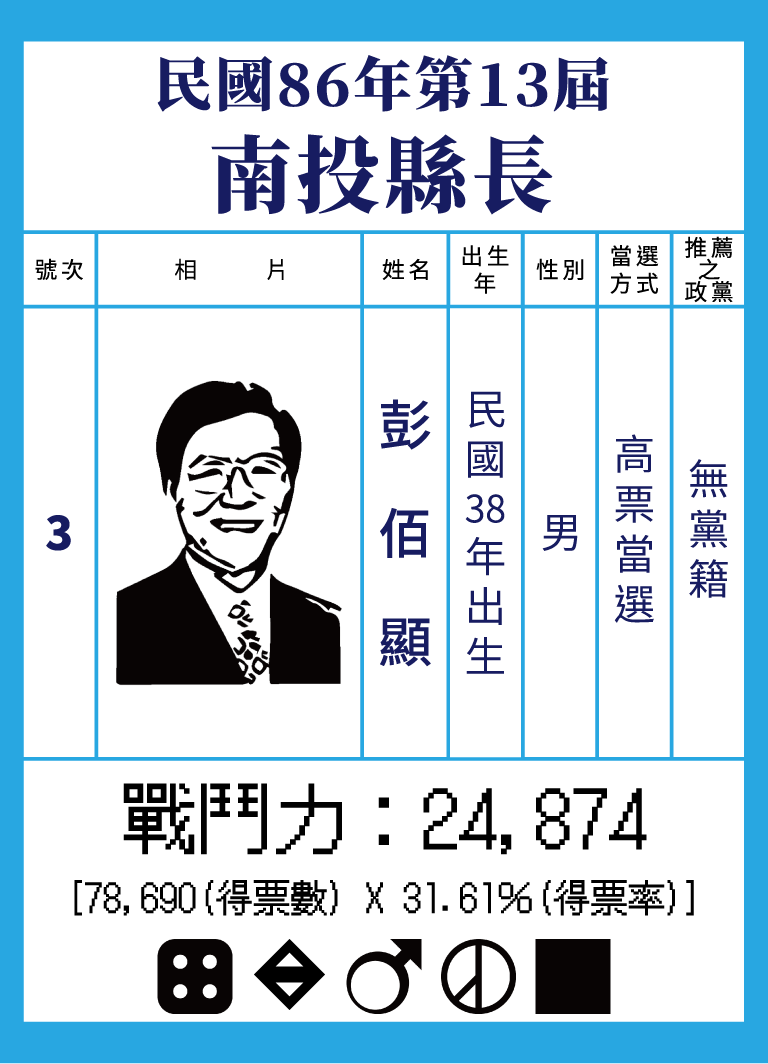 民國86年第13屆
南投縣長
號次
相片
姓名
出生年
性別
當選方式
推薦之政黨
3
彭佰顯
民國38年出生
男
高票當選
無黨籍
戰鬥力：24,874
[78,690(得票數) X 31.61%(得票率)]